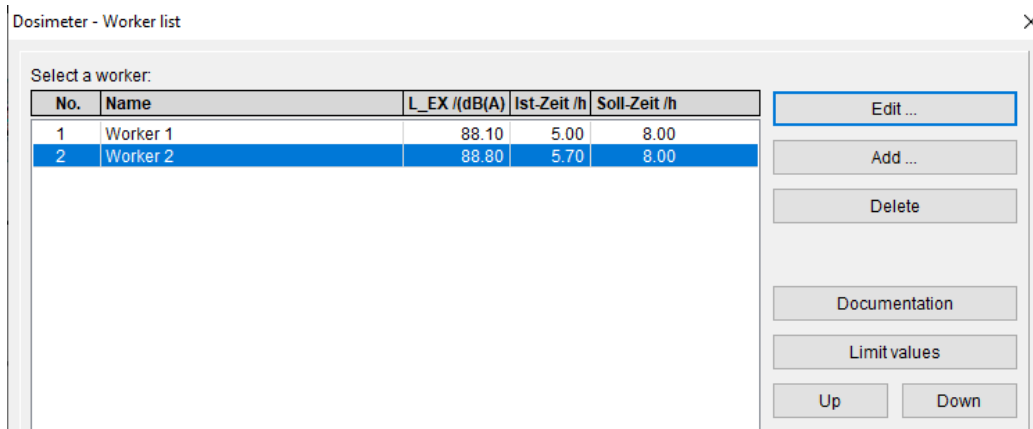 Dosimeter - Worker list
Select a worker:
No. Name L_EX /(dB(A) Ist-Zeit /h Soll-Zeit /h
1 Worker 1 88.10 5.00 8.00
2 Worker 2 88.80 5.70 8.00
Edit ...
Add ...
Delete
Documentation
Limit values
Up Down